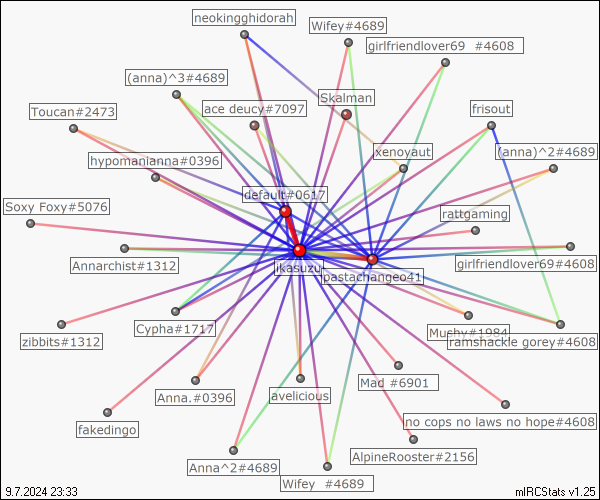 neokingghidorah
Wifey#4689
girlfriendlover69 #4608
(anna)^3#4689
Skalman
ace deucy#7097
frisout
Toucan#2473
xenoyaut
(anna)^2#4689
hypomanianna#0396
default#0617
Soxy Foxy#5076
rattgaming
Annarchist#1312
ikasuzu
pastachangeo41
girlfriendlover69#4608
Cypha#1717
Muchy#1984
zibbits#1312
ramshackle gorey#4608
Anna.#0396
avelicious
Mad #6901
fakedingo
no cops no laws no hope#4608
Anna^2#4689
AlpineRooster#2156
Wifey #4689
9.7.2024 23:33
mIRCStats v1.25